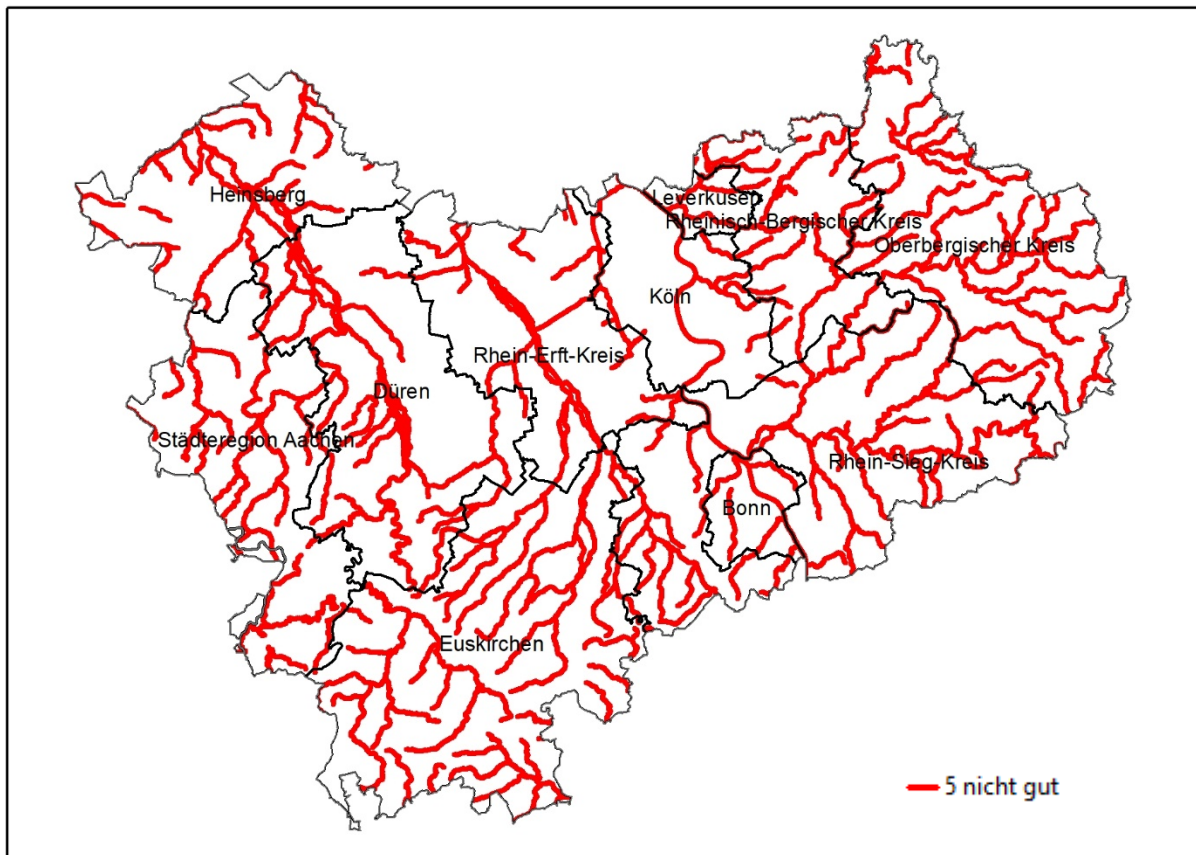 Heinsberg
Leverkusen
Rheinisch-Bergischer Kreis
Oberbergischer Kreis
Köln
Rhein-Erft-Kreis
Düren
Städteregion Aachen
Rhein-Sieg-Kreis
Bonn
Euskirchen
5 nicht gut